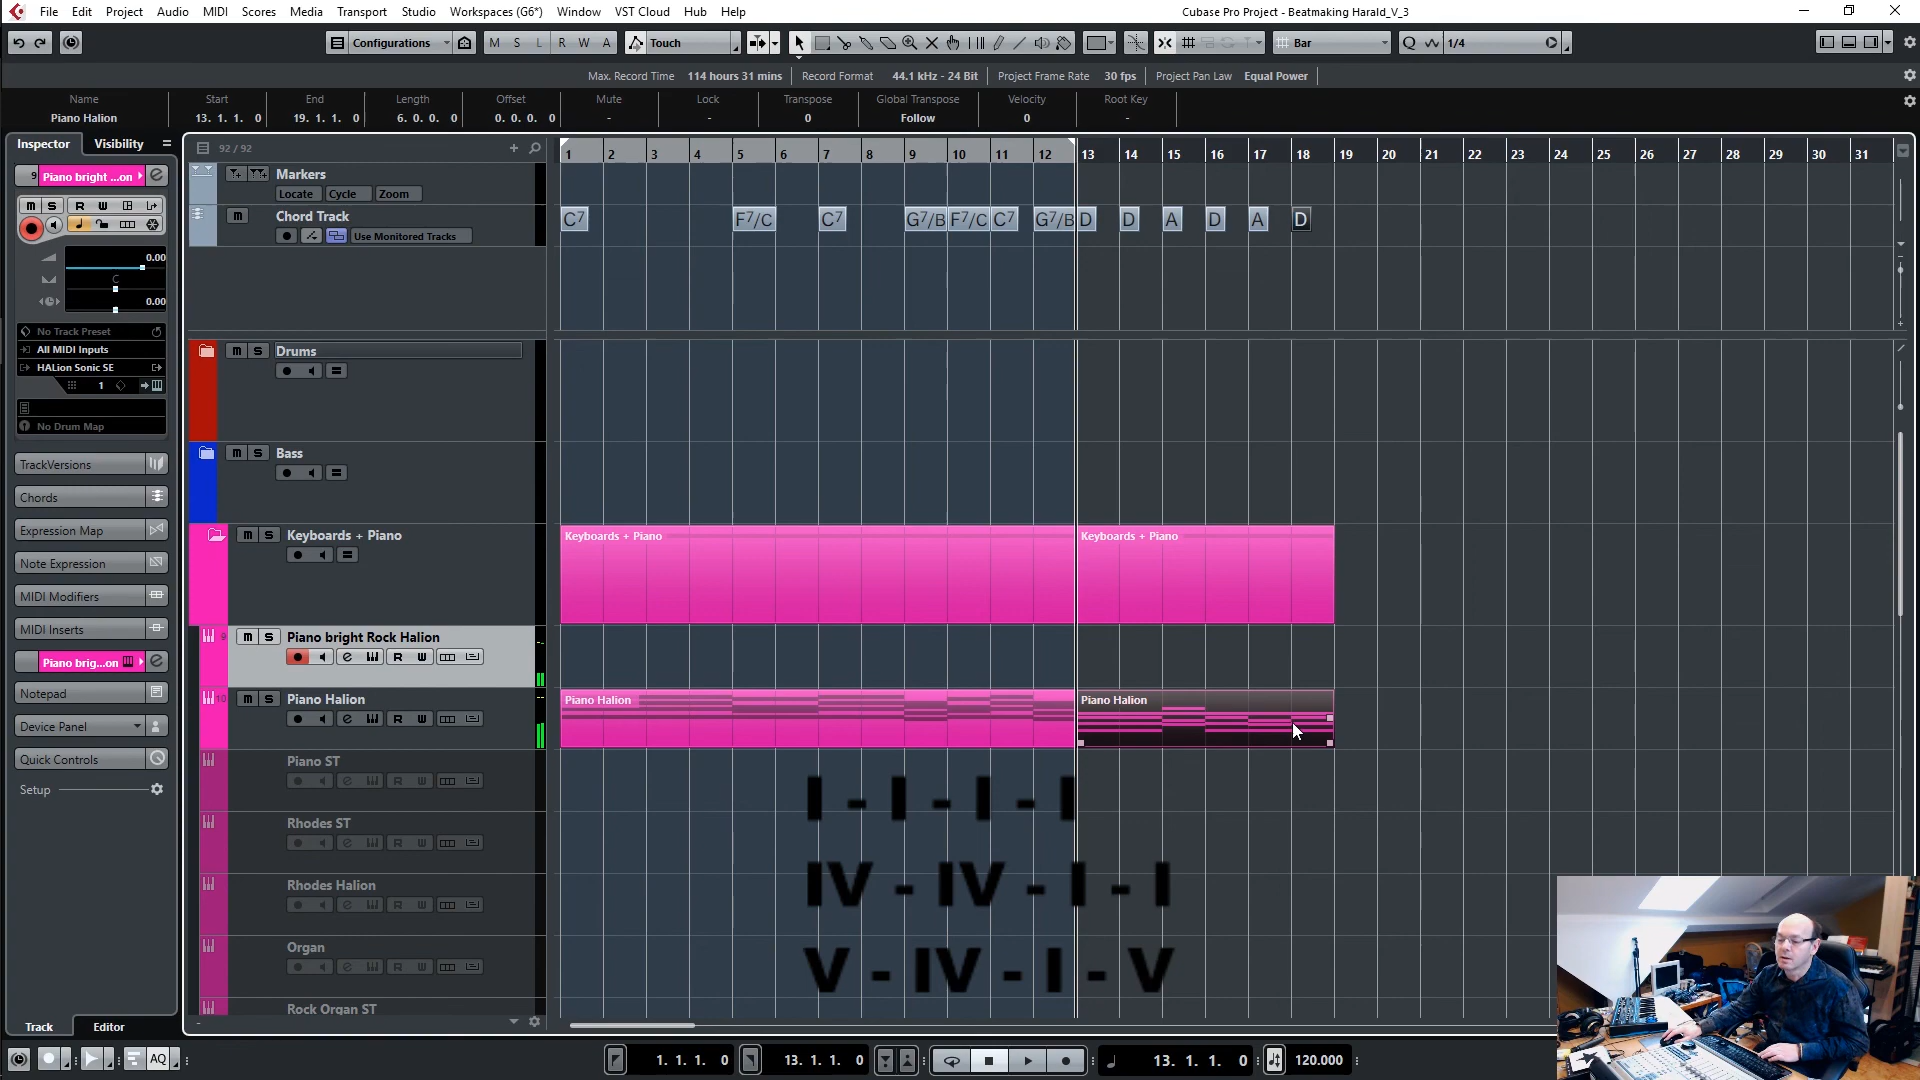 File Edit Project Audio MIDI Scores Media Transport Studio Workspaces (G6*) Window VST Cloud Hub Help
Cubase Pro Project - Beatmaking Harald_V_3
Configurations M S L R W A Touch Bar Q 1/4
Max. Record Time 114 hours 31 mins Record Format 44.1 kHz - 24 Bit Project Frame Rate 30 fps Project Pan Law Equal Power
Name Start End Length Offset Mute Lock Transpose Global Transpose Velocity Root Key
Piano Halion 13. 1. 1. 0 19. 1. 1. 0 6. 0. 0. 0 0. 0. 0. 0 - - 0 Follow 0 -
Inspector Visibility
92 / 92
1 2 3 4 5 6 7 8 9 10 11 12 13 14 15 16 17 18 19 20 21 22 23 24 25 26 27 28 29 30 31
9 Piano bright ...on
M S R W
0.00
C
0.00
No Track Preset
All MIDI Inputs
HALion Sonic SE
1
No Drum Map
TrackVersions
Chords
Expression Map
Note Expression
MIDI Modifiers
MIDI Inserts
Piano brig...on
Notepad
Device Panel
Quick Controls
Setup
Track Editor
Markers
Locate Cycle Zoom
M Chord Track
Use Monitored Tracks
C7 F7/C C7 G7/B F7/C C7 G7/B D D A D A D
M S Drums
M S Bass
M S Keyboards + Piano
Keyboards + Piano Keyboards + Piano
9 M S Piano bright Rock Halion
R W
10 M S Piano Halion
R W
Piano Halion Piano Halion
Piano ST
R W
Rhodes ST
R W
Rhodes Halion
R W
Organ
R W
Rock Organ ST
I - I - I - I
IV - IV - I - I
V - IV - I - V
AQ 1. 1. 1. 0 13. 1. 1. 0 13. 1. 1. 0 120.000